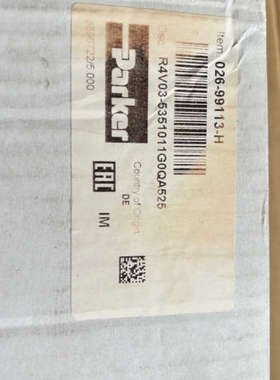 Item: 026-99113-H
R4V03-5351011G0QA525
Parker
Country of Origin
DE
EAC
IM